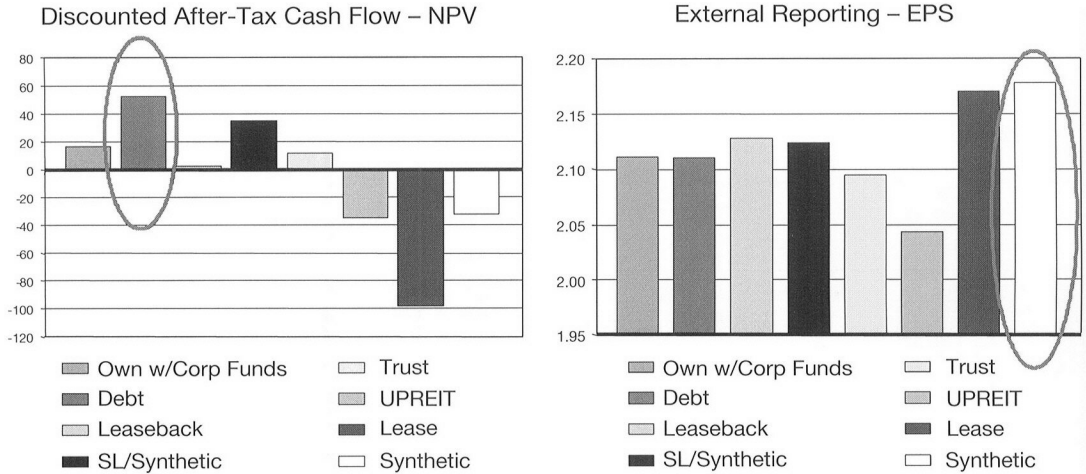 Discounted After-Tax Cash Flow – NPV
80
60
40
20
0
-20
-40
-60
-80
-100
-120
Own w/Corp Funds
Debt
Leaseback
SL/Synthetic
Trust
UPREIT
Lease
Synthetic
External Reporting – EPS
2.20
2.15
2.10
2.05
2.00
1.95
Own w/Corp Funds
Debt
Leaseback
SL/Synthetic
Trust
UPREIT
Lease
Synthetic